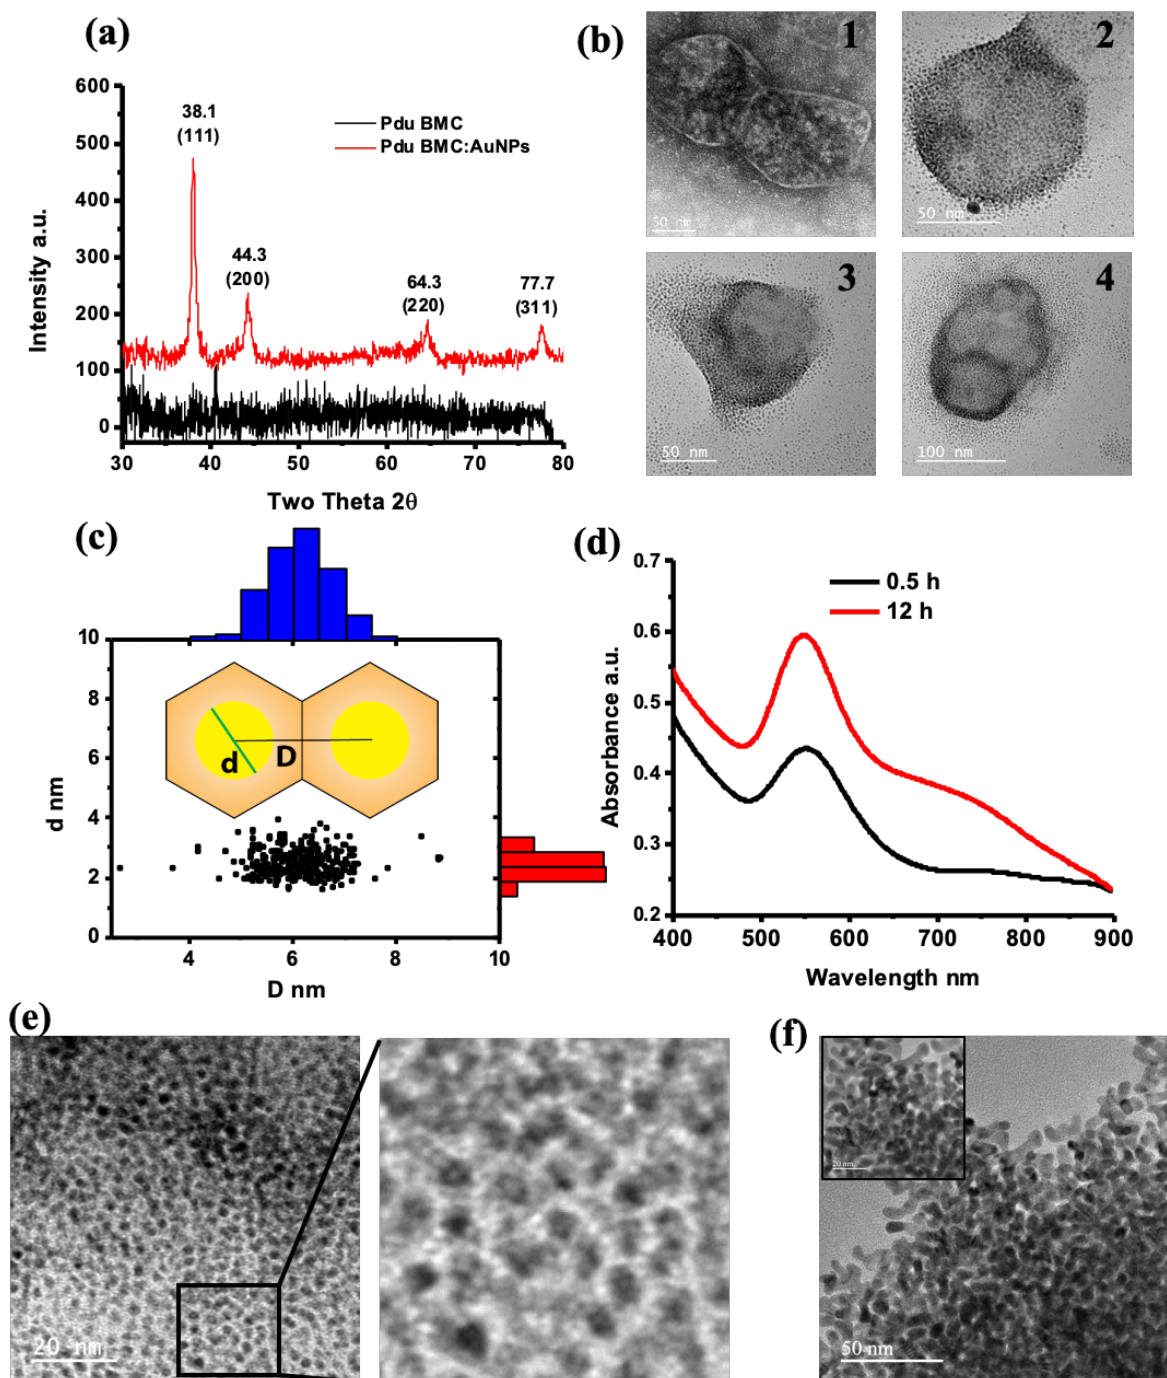 (a)
600
500
400
300
200
100
0
Intensity a.u.
38.1
(111)
44.3
(200)
64.3
(220)
77.7
(311)
Pdu BMC
Pdu BMC:AuNPs
30 40 50 60 70 80
Two Theta 2θ
(b)
1
50 nm
2
50 nm
3
50 nm
4
100 nm
(c)
10
8
6
4
2
0
d nm
d
D
4 6 8 10
D nm
(d)
0.7
0.6
0.5
0.4
0.3
0.2
Absorbance a.u.
0.5 h
12 h
400 500 600 700 800 900
Wavelength nm
(e)
20 nm
(f)
20 nm
50 nm